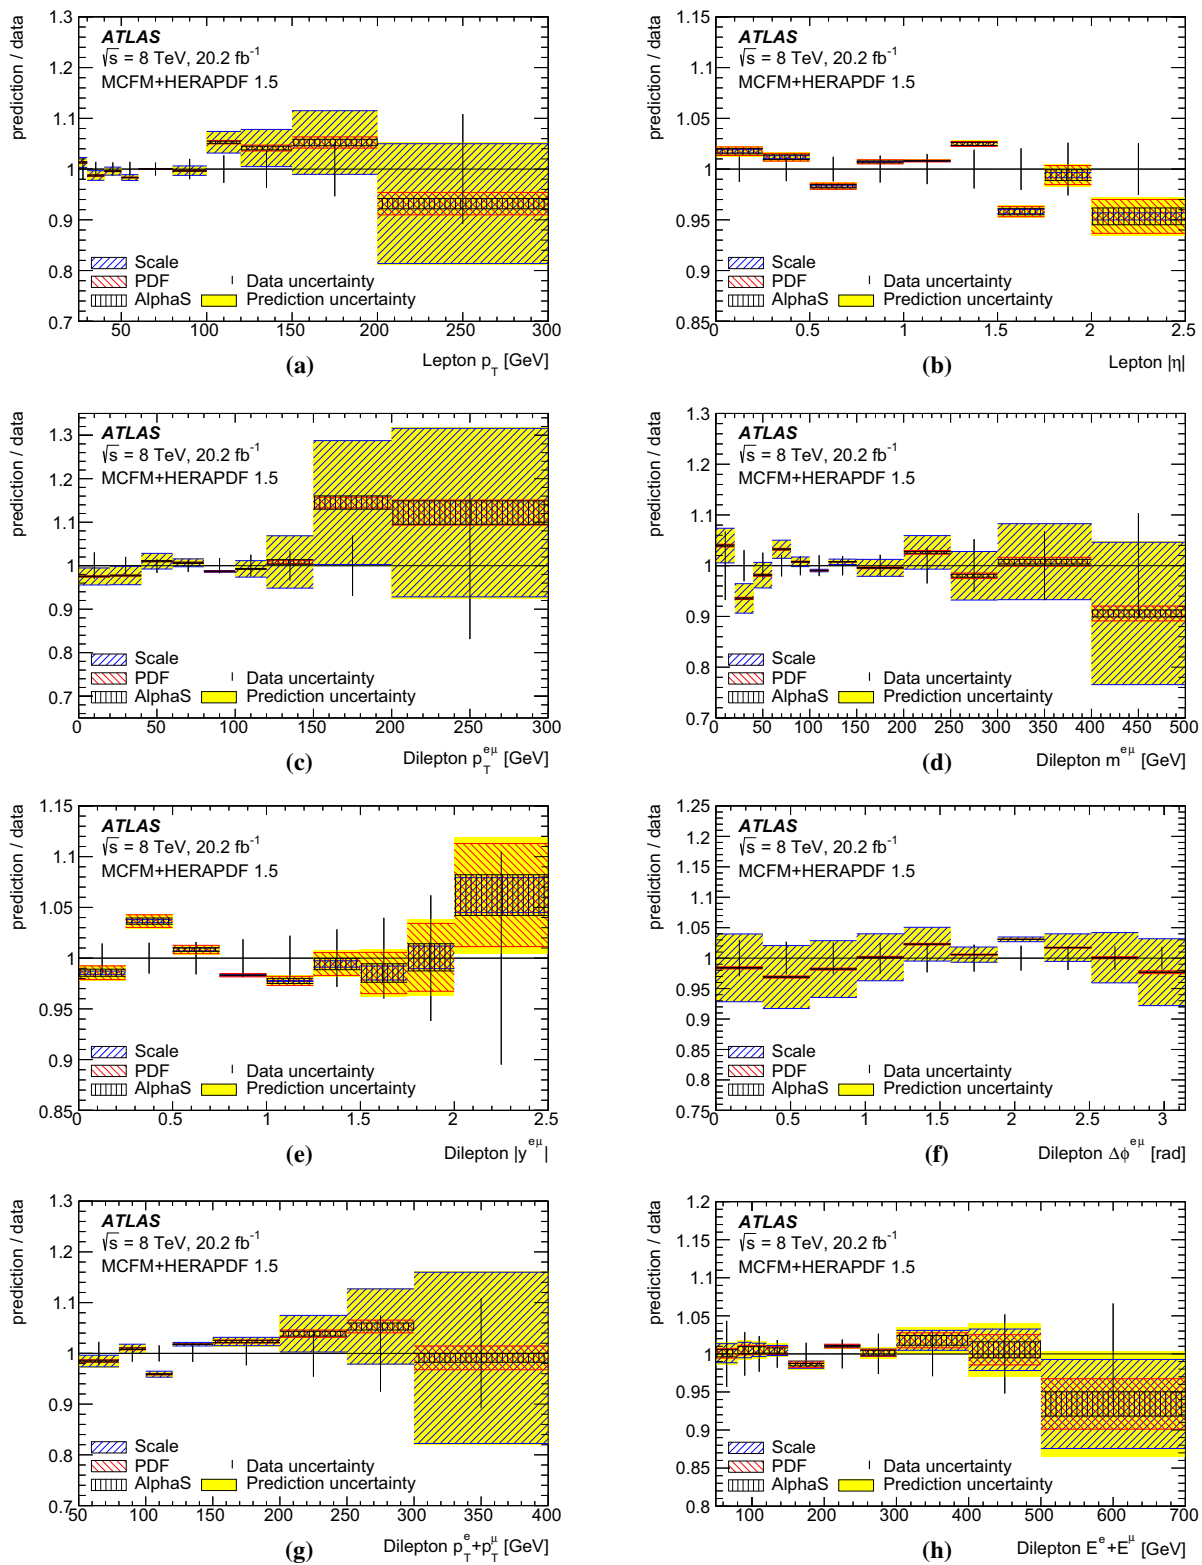 prediction / data
1.3
1.2
1.1
1
0.9
0.8
0.7
ATLAS
√s = 8 TeV, 20.2 fb⁻¹
MCFM+HERAPDF 1.5
Scale
PDF
AlphaS
Data uncertainty
Prediction uncertainty
50 100 150 200 250 300
Lepton p_T [GeV]
(a)
prediction / data
1.15
1.1
1.05
1
0.95
0.9
0.85
ATLAS
√s = 8 TeV, 20.2 fb⁻¹
MCFM+HERAPDF 1.5
Scale
PDF
AlphaS
Data uncertainty
Prediction uncertainty
0 0.5 1 1.5 2 2.5
Lepton |η|
(b)
prediction / data
1.3
1.2
1.1
1
0.9
0.8
0.7
ATLAS
√s = 8 TeV, 20.2 fb⁻¹
MCFM+HERAPDF 1.5
Scale
PDF
AlphaS
Data uncertainty
Prediction uncertainty
0 50 100 150 200 250 300
Dilepton p_T^eμ [GeV]
(c)
prediction / data
1.3
1.2
1.1
1
0.9
0.8
0.7
ATLAS
√s = 8 TeV, 20.2 fb⁻¹
MCFM+HERAPDF 1.5
Scale
PDF
AlphaS
Data uncertainty
Prediction uncertainty
0 50 100 150 200 250 300 350 400 450 500
Dilepton m^eμ [GeV]
(d)
prediction / data
1.15
1.1
1.05
1
0.95
0.9
0.85
ATLAS
√s = 8 TeV, 20.2 fb⁻¹
MCFM+HERAPDF 1.5
Scale
PDF
AlphaS
Data uncertainty
Prediction uncertainty
0 0.5 1 1.5 2 2.5
Dilepton |y^eμ|
(e)
prediction / data
1.25
1.2
1.15
1.1
1.05
1
0.95
0.9
0.85
0.8
0.75
ATLAS
√s = 8 TeV, 20.2 fb⁻¹
MCFM+HERAPDF 1.5
Scale
PDF
AlphaS
Data uncertainty
Prediction uncertainty
0 0.5 1 1.5 2 2.5 3
Dilepton Δϕ^eμ [rad]
(f)
prediction / data
1.3
1.2
1.1
1
0.9
0.8
0.7
ATLAS
√s = 8 TeV, 20.2 fb⁻¹
MCFM+HERAPDF 1.5
Scale
PDF
AlphaS
Data uncertainty
Prediction uncertainty
50 100 150 200 250 300 350 400
Dilepton p_T^e+p_T^μ [GeV]
(g)
prediction / data
1.2
1.15
1.1
1.05
1
0.95
0.9
0.85
0.8
ATLAS
√s = 8 TeV, 20.2 fb⁻¹
MCFM+HERAPDF 1.5
Scale
PDF
AlphaS
Data uncertainty
Prediction uncertainty
100 200 300 400 500 600 700
Dilepton E^e+E^μ [GeV]
(h)